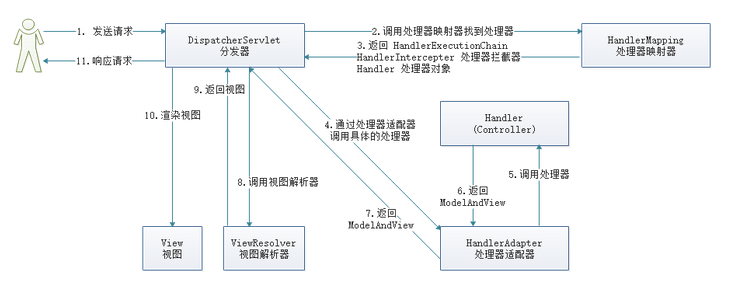 1. 发送请求
11.响应请求
DispatcherServlet
分发器
2.调用处理器映射器找到处理器
3.返回 HandlerExecutionChain
HandlerIntercepter 处理器拦截器
Handler 处理器对象
HandlerMapping
处理器映射器
9.返回视图
10.渲染视图
4.通过处理器适配器
调用具体的处理器
Handler
(Controller)
5.调用处理器
6.返回
ModelAndView
8.调用视图解析器
7.返回
ModelAndView
View
视图
ViewResolver
视图解析器
HandlerAdapter
处理器适配器